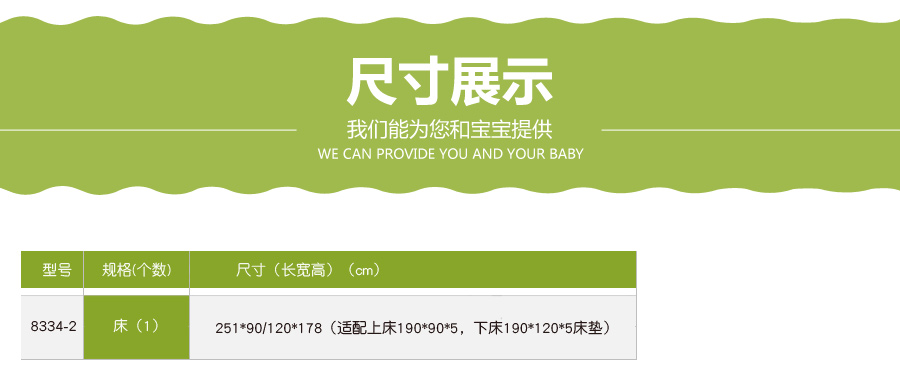 尺寸展示
我们能为您和宝宝提供
WE CAN PROVIDE YOU AND YOUR BABY
型号 规格(个数) 尺寸（长宽高）（cm）
8334-2 床（1） 251*90/120*178（适配上床190*90*5，下床190*120*5床垫）